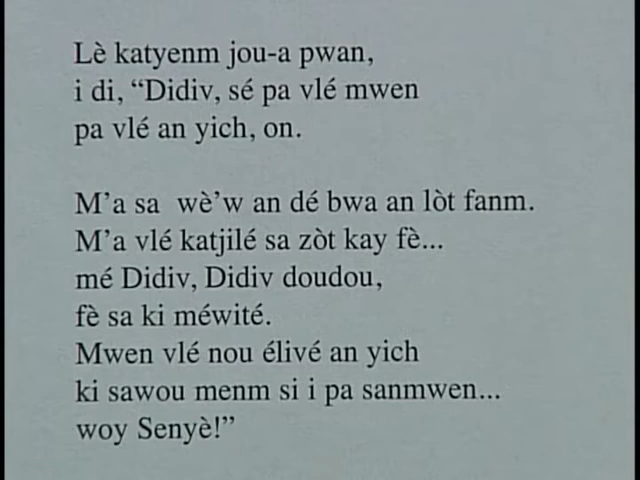 Lè katyenm jou-a pwan,
i di, “Didiv, sé pa vlé mwen
pa vlé an yich, on.
M’a sa wè’w an dé bwa an lòt fanm.
M’a vlé katjilé sa zòt kay fè...
mé Didiv, Didiv doudou,
fè sa ki méwité.
Mwen vlé nou élivé an yich
ki sawou menm si i pa sanmwen...
woy Senyè!”